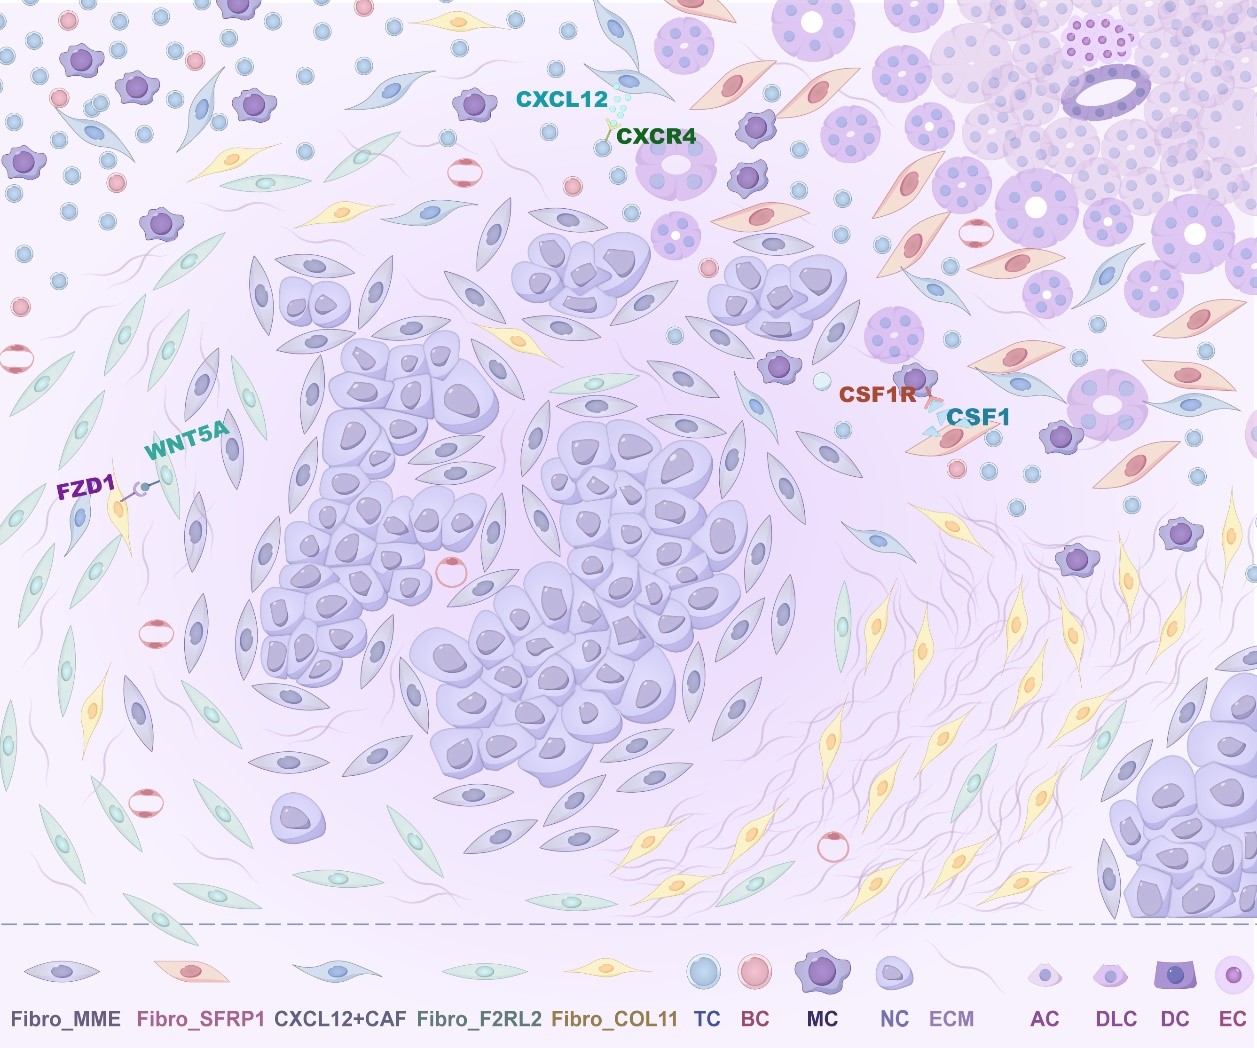 CXCL12
CXCR4
CSF1R
CSF1
WNT5A
FZD1
Fibro_MME Fibro_SFRP1 CXCL12+CAF Fibro_F2RL2 Fibro_COL11 TC BC MC NC ECM AC DLC DC EC